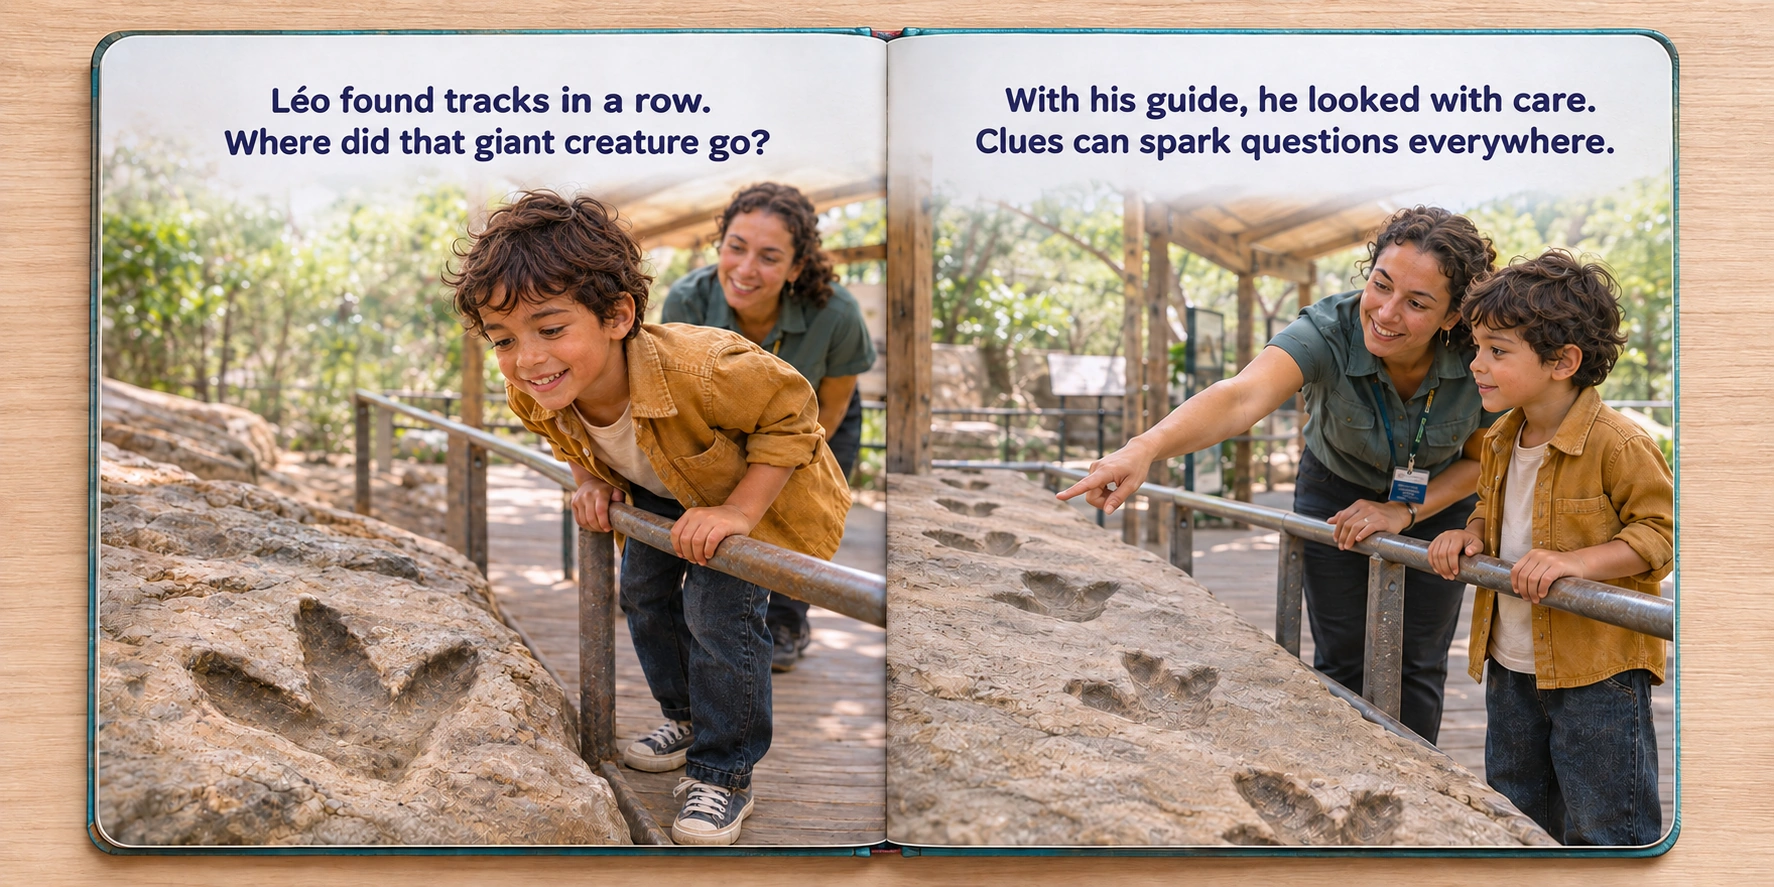 Léo found tracks in a row.
Where did that giant creature go?
With his guide, he looked with care.
Clues can spark questions everywhere.